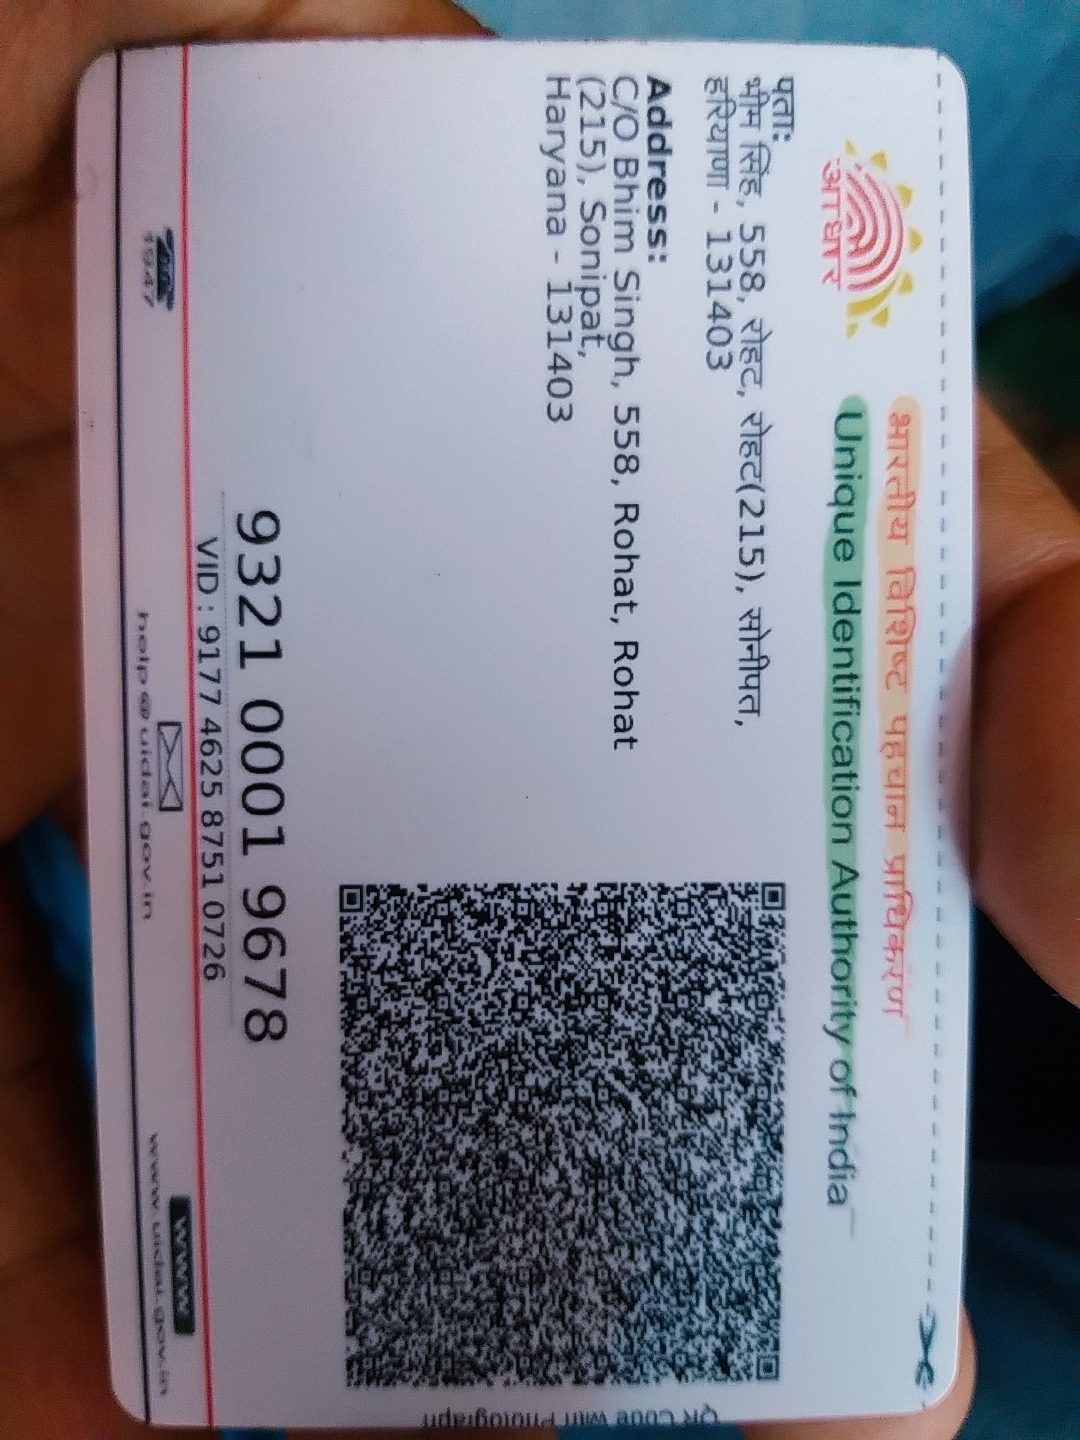 भारतीय विशिष्ट पहचान प्राधिकरण
Unique Identification Authority of India
आधार
पता:
भीम सिंह, 558, रोहट, रोहट(215), सोनीपत,
हरियाणा - 131403
Address:
C/O Bhim Singh, 558, Rohat, Rohat
(215), Sonipat,
Haryana - 131403
QR Code with Photograph
9321 0001 9678
VID : 9177 4625 8751 0726
1947
help@uidai.gov.in
WWW
www.uidai.gov.in